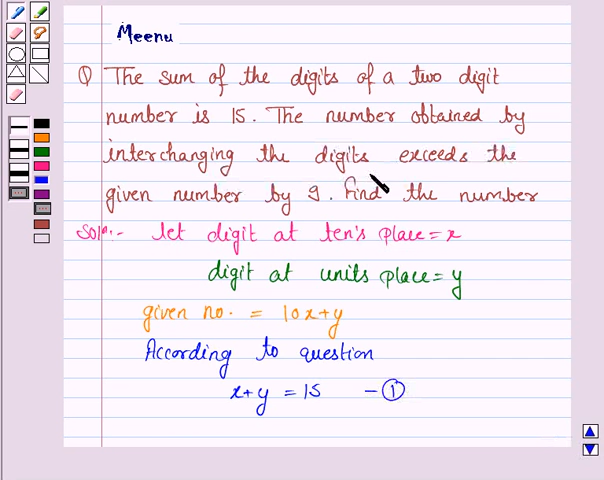 Meenu
Q The sum of the digits of a two digit
number is 15. The number obtained by
interchanging the digits exceeds the
given number by 9. Find the number
Solⁿ:- let digit at ten's place = x
digit at units place = y
given no. = 10x+y
According to question
x+y = 15 - ①